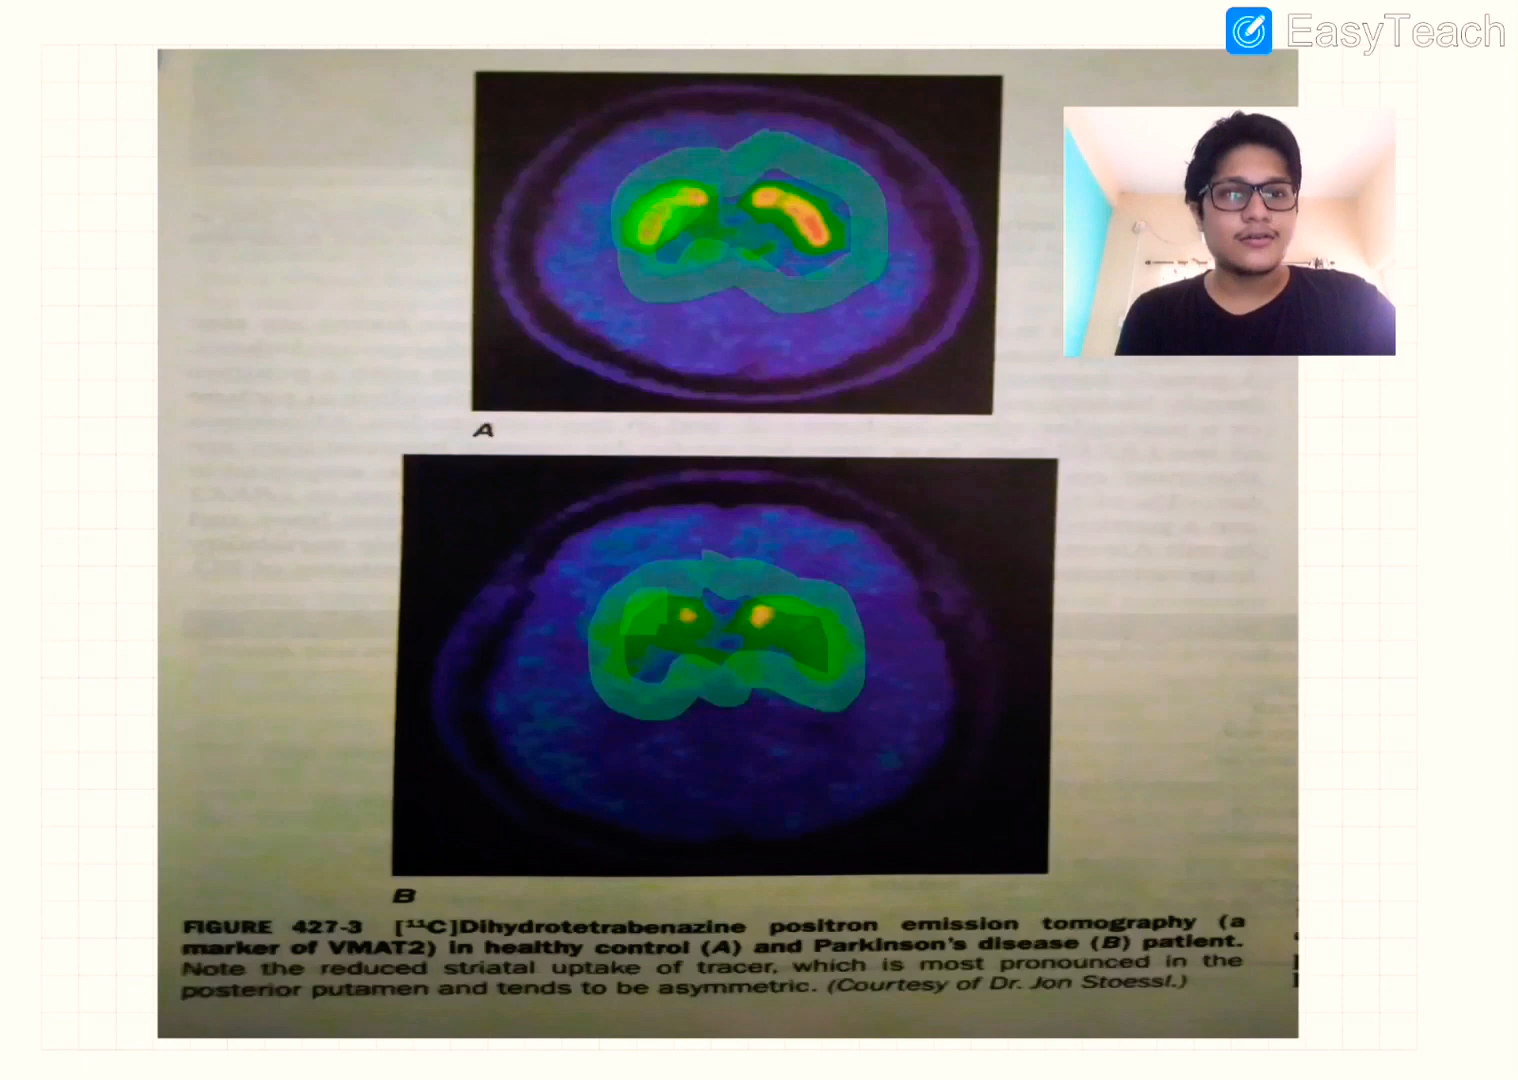 EasyTeach
A
B
FIGURE 427-3 [¹¹C]Dihydrotetrabenazine positron emission tomography (a
marker of VMAT2) in healthy control (A) and Parkinson's disease (B) patient.
Note the reduced striatal uptake of tracer, which is most pronounced in the
posterior putamen and tends to be asymmetric. (Courtesy of Dr. Jon Stoessl.)